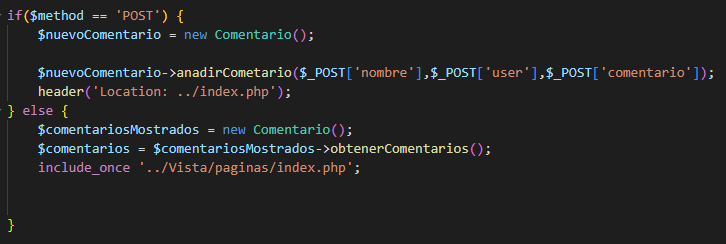 if($method == 'POST') {
$nuevoComentario = new Comentario();
$nuevoComentario->anadirCometario($_POST['nombre'],$_POST['user'],$_POST['comentario']);
header('Location: ../index.php');
} else {
$comentariosMostrados = new Comentario();
$comentarios = $comentariosMostrados->obtenerComentarios();
include_once '../Vista/paginas/index.php';
}